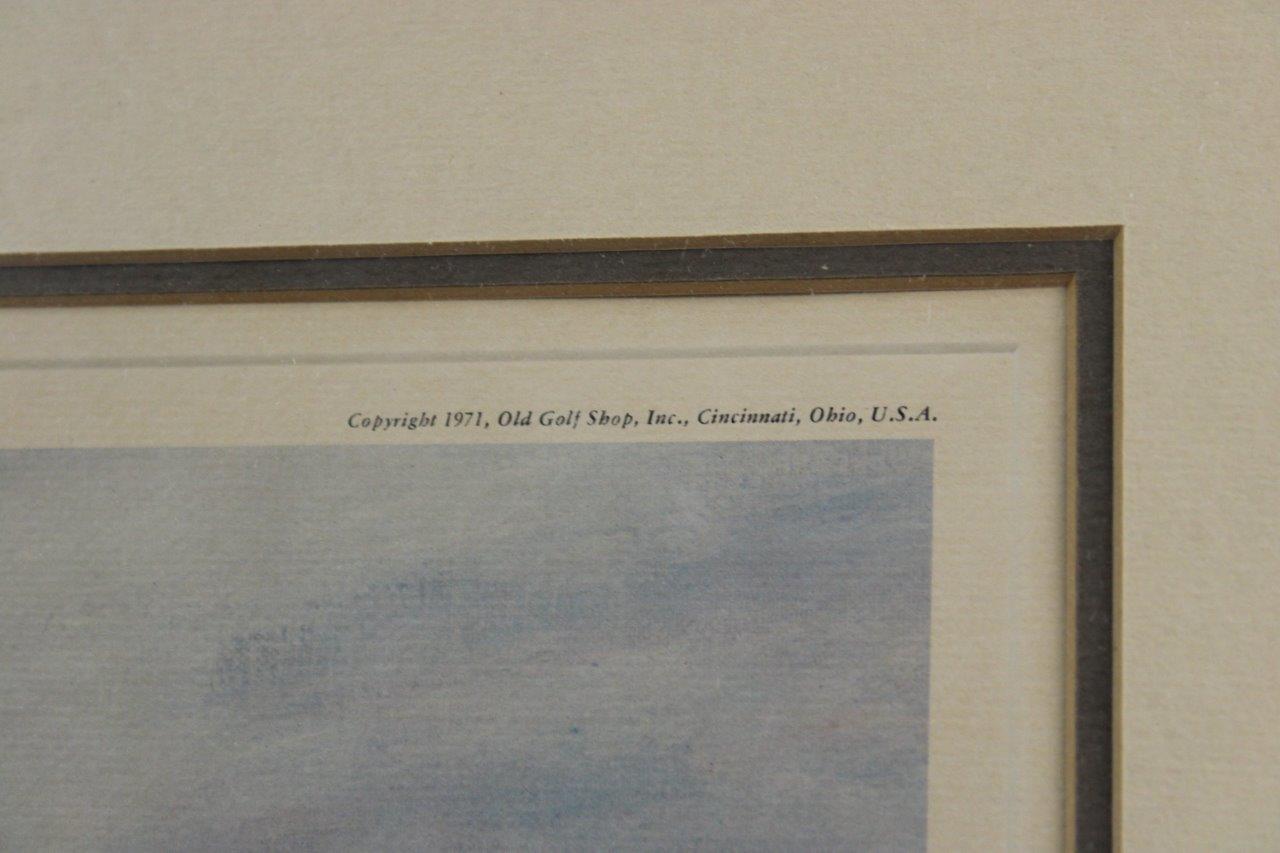 Copyright 1971, Old Golf Shop, Inc., Cincinnati, Ohio, U.S.A.